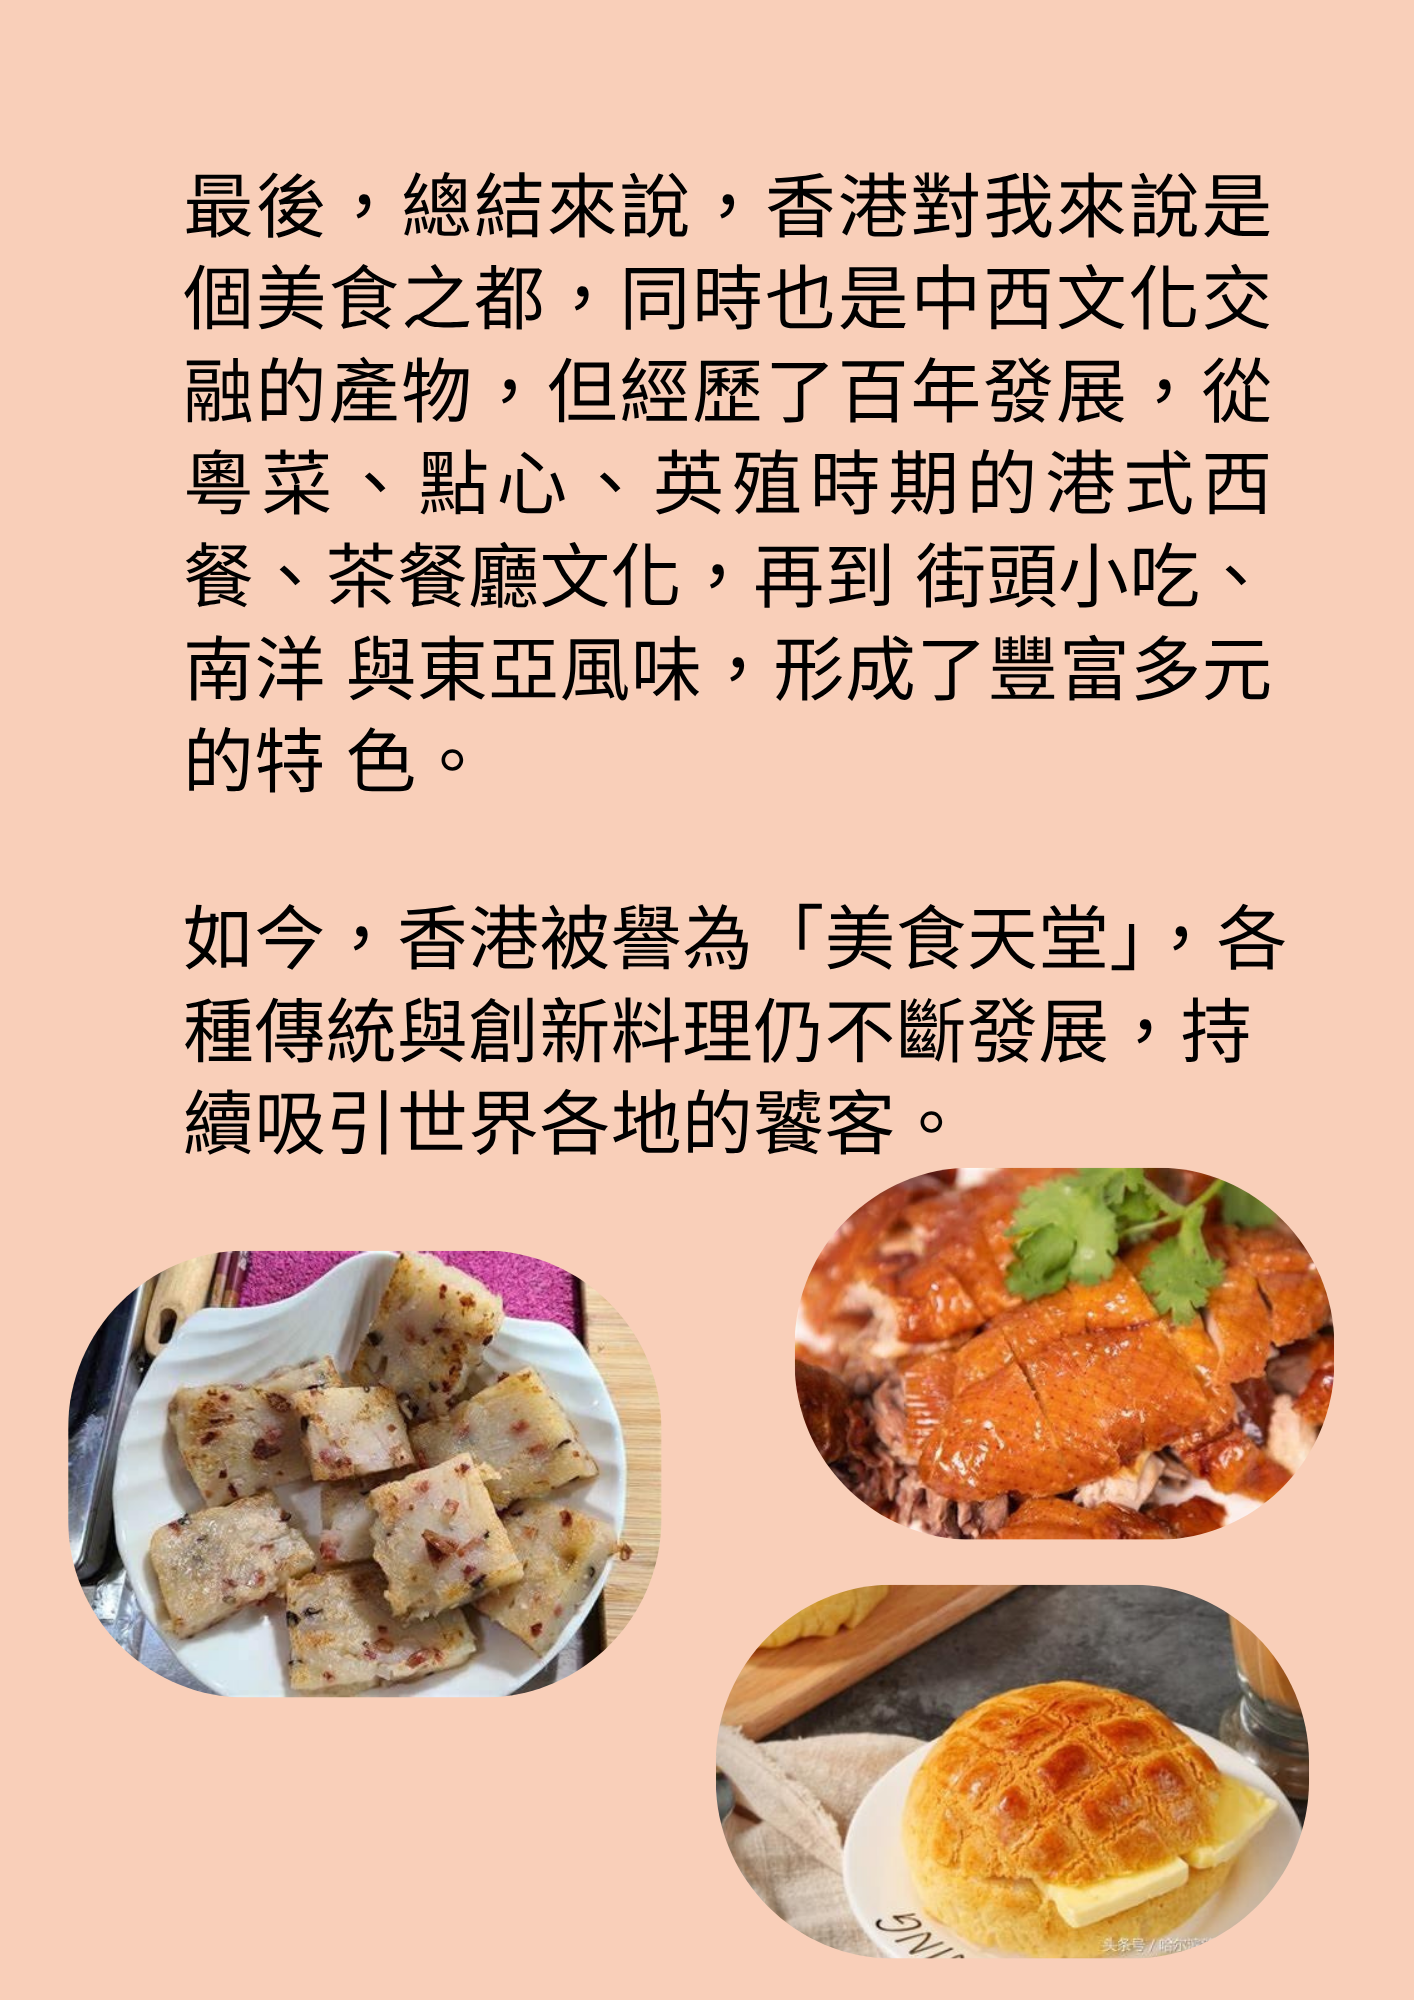 最後，總結來說，香港對我來說是
個美食之都，同時也是中西文化交
融的產物，但經歷了百年發展，從
粵菜、點心、英殖時期的港式西
餐、茶餐廳文化，再到 街頭小吃、
南洋 與東亞風味，形成了豐富多元
的特 色。
如今，香港被譽為「美食天堂」，各
種傳統與創新料理仍不斷發展，持
續吸引世界各地的饕客。
头条号 / 哈尔滨